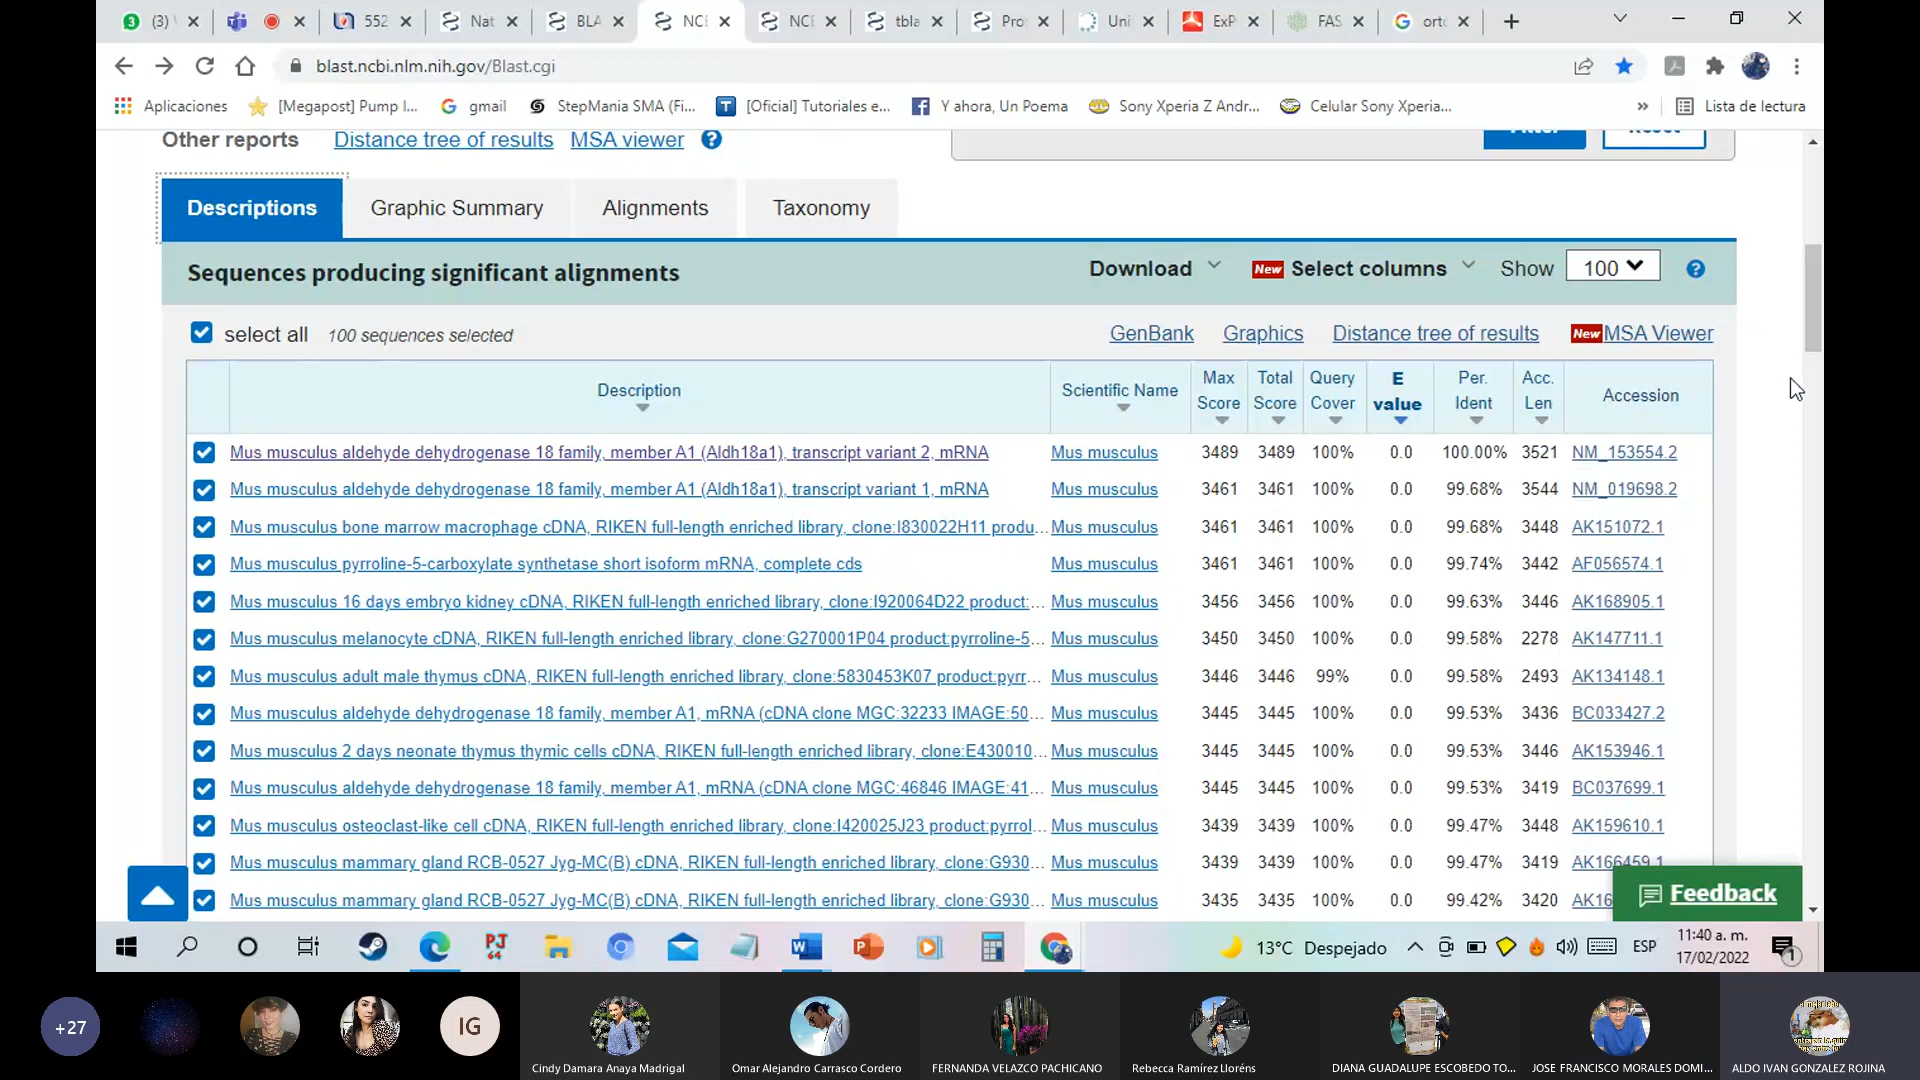 (3) \
552
Nat
BLA
NCE
NCE
tbla
Pro
Uni
ExP
FAS
orto
blast.ncbi.nlm.nih.gov/Blast.cgi
Aplicaciones
[Megapost] Pump I...
gmail
StepMania SMA (Fi...
[Oficial] Tutoriales e...
Y ahora, Un Poema
Sony Xperia Z Andr...
Celular Sony Xperia...
»
Lista de lectura
Other reports
Distance tree of results
MSA viewer
?
Filter
Reset
Descriptions
Graphic Summary
Alignments
Taxonomy
Sequences producing significant alignments
Download
New Select columns
Show
100
?
select all 100 sequences selected
GenBank
Graphics
Distance tree of results
New MSA Viewer
Description
Scientific Name
Max Score
Total Score
Query Cover
E value
Per. Ident
Acc. Len
Accession
Mus musculus aldehyde dehydrogenase 18 family, member A1 (Aldh18a1), transcript variant 2, mRNA Mus musculus 3489 3489 100% 0.0 100.00% 3521 NM_153554.2
Mus musculus aldehyde dehydrogenase 18 family, member A1 (Aldh18a1), transcript variant 1, mRNA Mus musculus 3461 3461 100% 0.0 99.68% 3544 NM_019698.2
Mus musculus bone marrow macrophage cDNA, RIKEN full-length enriched library, clone:I830022H11 produ... Mus musculus 3461 3461 100% 0.0 99.68% 3448 AK151072.1
Mus musculus pyrroline-5-carboxylate synthetase short isoform mRNA, complete cds Mus musculus 3461 3461 100% 0.0 99.74% 3442 AF056574.1
Mus musculus 16 days embryo kidney cDNA, RIKEN full-length enriched library, clone:I920064D22 product:... Mus musculus 3456 3456 100% 0.0 99.63% 3446 AK168905.1
Mus musculus melanocyte cDNA, RIKEN full-length enriched library, clone:G270001P04 product:pyrroline-5... Mus musculus 3450 3450 100% 0.0 99.58% 2278 AK147711.1
Mus musculus adult male thymus cDNA, RIKEN full-length enriched library, clone:5830453K07 product:pyrr... Mus musculus 3446 3446 99% 0.0 99.58% 2493 AK134148.1
Mus musculus aldehyde dehydrogenase 18 family, member A1, mRNA (cDNA clone MGC:32233 IMAGE:50... Mus musculus 3445 3445 100% 0.0 99.53% 3436 BC033427.2
Mus musculus 2 days neonate thymus thymic cells cDNA, RIKEN full-length enriched library, clone:E430010... Mus musculus 3445 3445 100% 0.0 99.53% 3446 AK153946.1
Mus musculus aldehyde dehydrogenase 18 family, member A1, mRNA (cDNA clone MGC:46846 IMAGE:41... Mus musculus 3445 3445 100% 0.0 99.53% 3419 BC037699.1
Mus musculus osteoclast-like cell cDNA, RIKEN full-length enriched library, clone:I420025J23 product:pyrrol... Mus musculus 3439 3439 100% 0.0 99.47% 3448 AK159610.1
Mus musculus mammary gland RCB-0527 Jyg-MC(B) cDNA, RIKEN full-length enriched library, clone:G930... Mus musculus 3439 3439 100% 0.0 99.47% 3419 AK166459.1
Mus musculus mammary gland RCB-0527 Jyg-MC(B) cDNA, RIKEN full-length enriched library, clone:G930... Mus musculus 3435 3435 100% 0.0 99.42% 3420 AK16
Feedback
13°C Despejado
ESP
11:40 a. m.
17/02/2022
1
+27
IG
Cindy Damara Anaya Madrigal
Omar Alejandro Carrasco Cordero
FERNANDA VELAZCO PACHICANO
Rebecca Ramírez Lloréns
DIANA GUADALUPE ESCOBEDO TO...
JOSE FRANCISCO MORALES DOMI...
ALDO IVAN GONZALEZ ROJINA